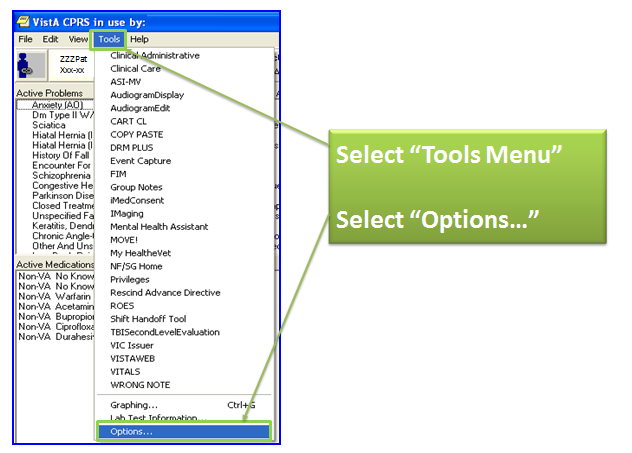 VistA CPRS in use by:
File Edit View Tools Help
ZZZPat
Xxx-xx
Active Problems
Anxiety (AO)
Dm Type II W/
Sciatica
Hiatal Hernia (I
Hiatal Hernia (I
History Of Fall
Encounter For
Schizophrenia
Congestive He
Parkinson Dise
Closed Treatme
Unspecified Fa
Keratitis, Dendr
Chronic Angle-
Other And Uns
Active Medications
Non-VA No Know
Non-VA No Know
Non-VA Warfarin
Non-VA Acetamin
Non-VA Bupropion
Non-VA Ciproflox
Non-VA Durahesi
Clinical Administrative
Clinical Care
ASI-MV
AudiogramDisplay
AudiogramEdit
CART CL
COPY PASTE
DRM PLUS
Event Capture
FIM
Group Notes
iMedConsent
IMaging
Mental Health Assistant
MOVE!
My HealtheVet
NF/SG Home
Privileges
Rescind Advance Directive
ROES
Shift Handoff Tool
TBISecondLevelEvaluation
VIC Issuer
VISTAWEB
VITALS
WRONG NOTE
Graphing... Ctrl+G
Lab Test Information...
Options...
Select “Tools Menu”
Select “Options…”